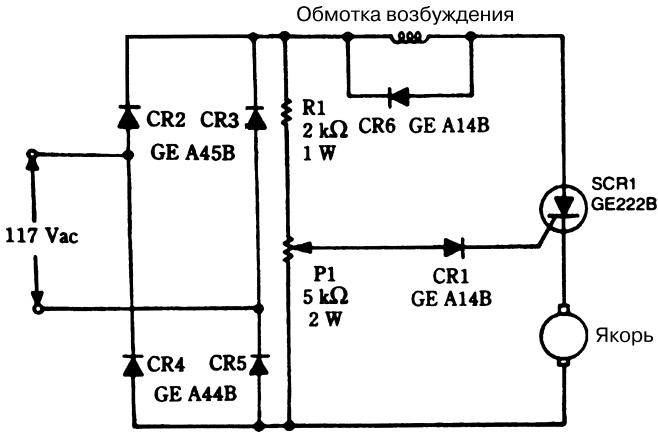 Обмотка возбуждения
CR2
CR3
GE A45B
R1
2 kΩ
1 W
CR6 GE A14B
SCR1
GE222B
117 Vac
P1
5 kΩ
2 W
CR1
GE A14B
Якорь
CR4
CR5
GE A44B